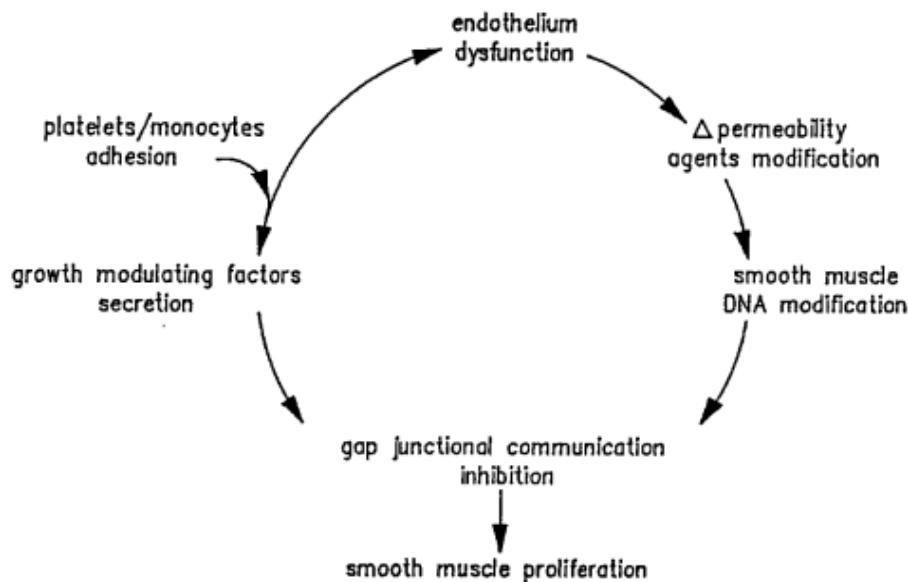 endothelium
dysfunction
platelets/monocytes
adhesion
Δ permeability
agents modification
growth modulating factors
secretion
smooth muscle
DNA modification
gap junctional communication
inhibition
smooth muscle proliferation